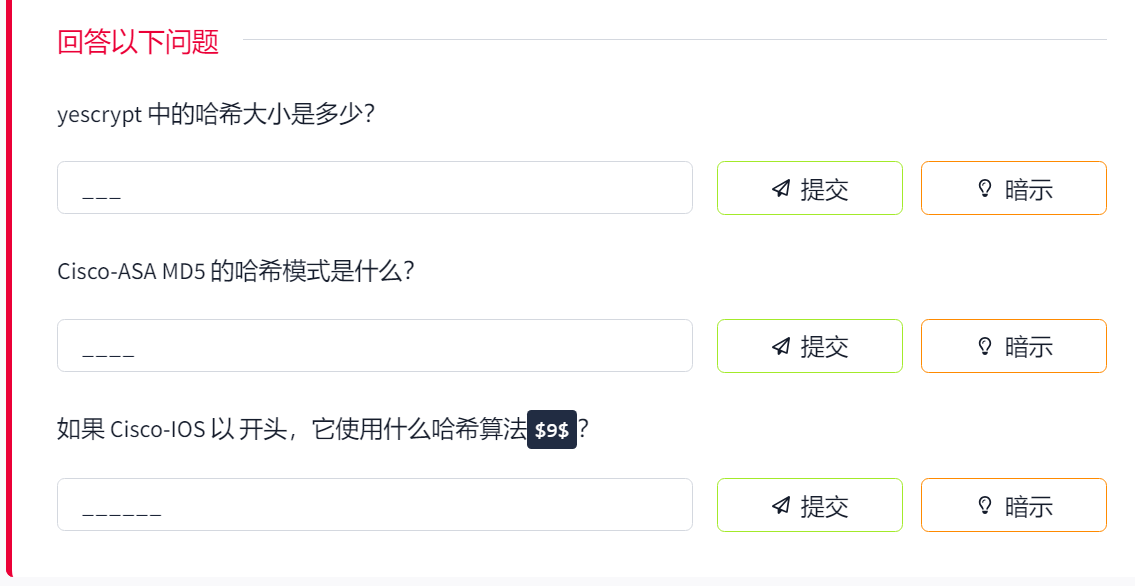 回答以下问题
yescrypt 中的哈希大小是多少？
___
提交
暗示
Cisco-ASA MD5 的哈希模式是什么？
____
提交
暗示
如果 Cisco-IOS 以 开头，它使用什么哈希算法$9$？
______
提交
暗示